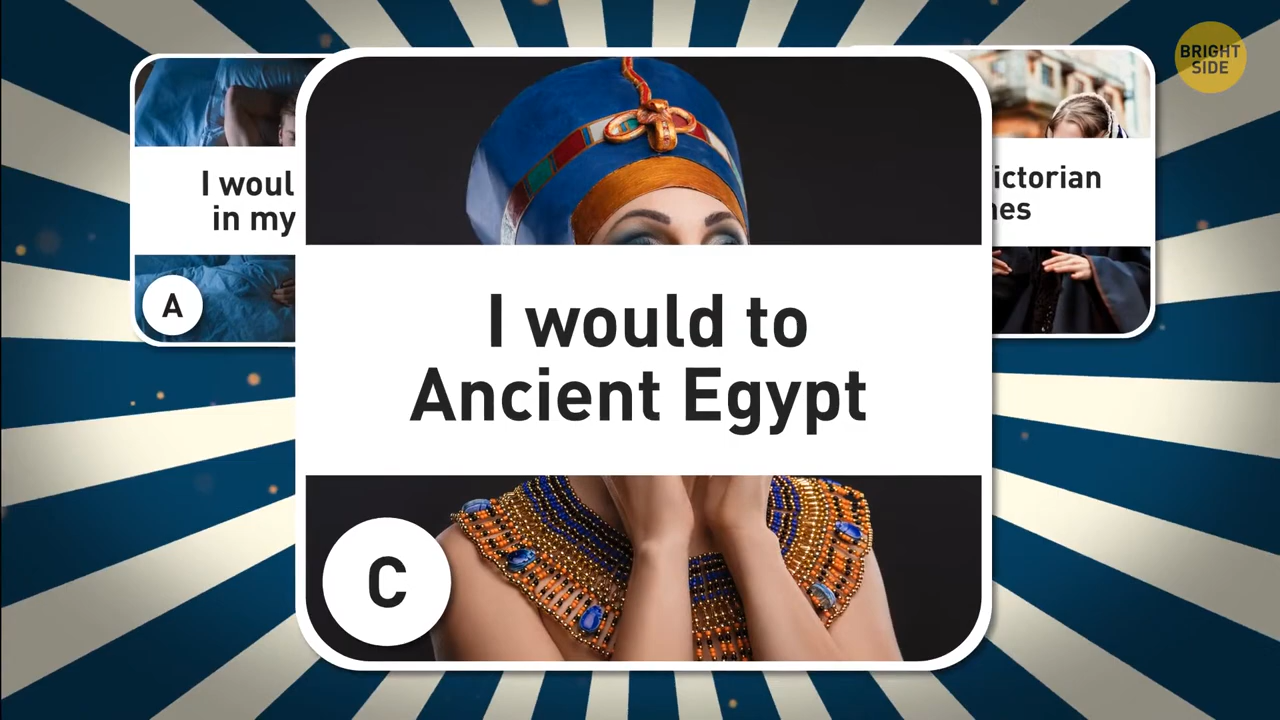 BRIGHT
SIDE
I woul
in my
A
I would to
Ancient Egypt
C
ictorian
nes